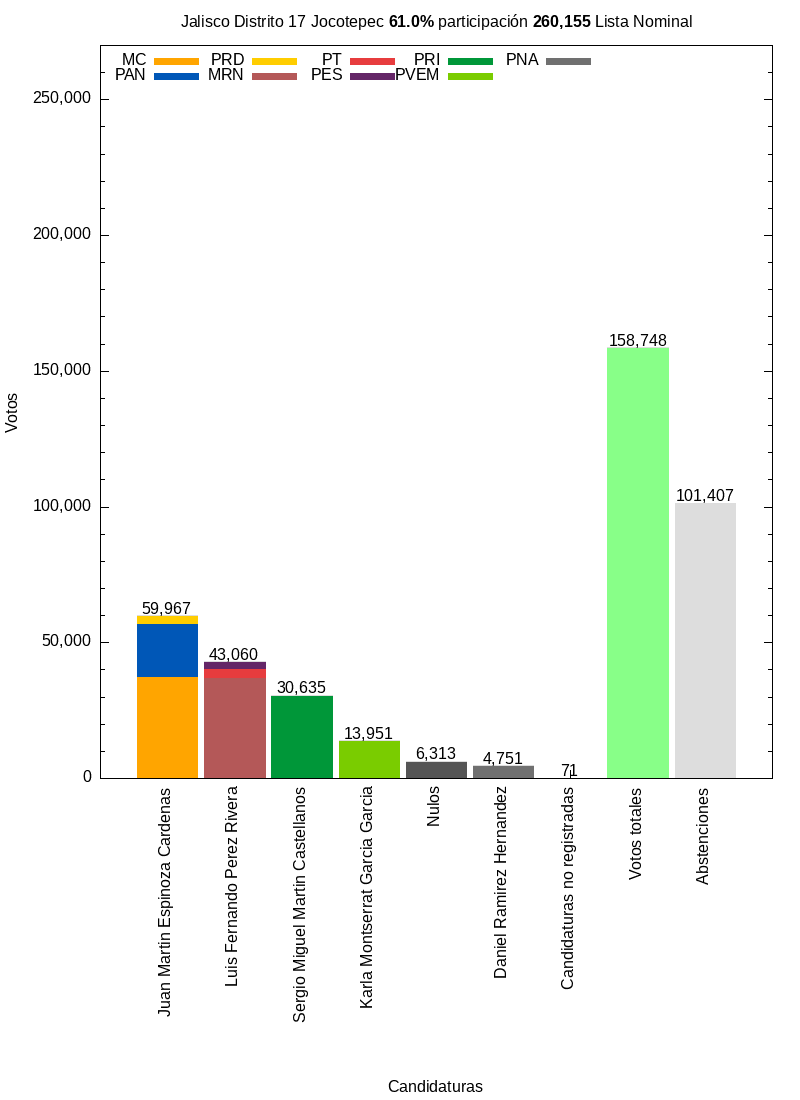 Jalisco Distrito 17 Jocotepec 61.0% participación 260,155 Lista Nominal
MC PRD PT PRI PNA
PAN MRN PES PVEM
250,000
200,000
150,000
100,000
50,000
0
Votos
59,967
43,060
30,635
13,951
6,313
4,751
71
158,748
101,407
Juan Martin Espinoza Cardenas
Luis Fernando Perez Rivera
Sergio Miguel Martin Castellanos
Karla Montserrat Garcia Garcia
Nulos
Daniel Ramirez Hernandez
Candidaturas no registradas
Votos totales
Abstenciones
Candidaturas